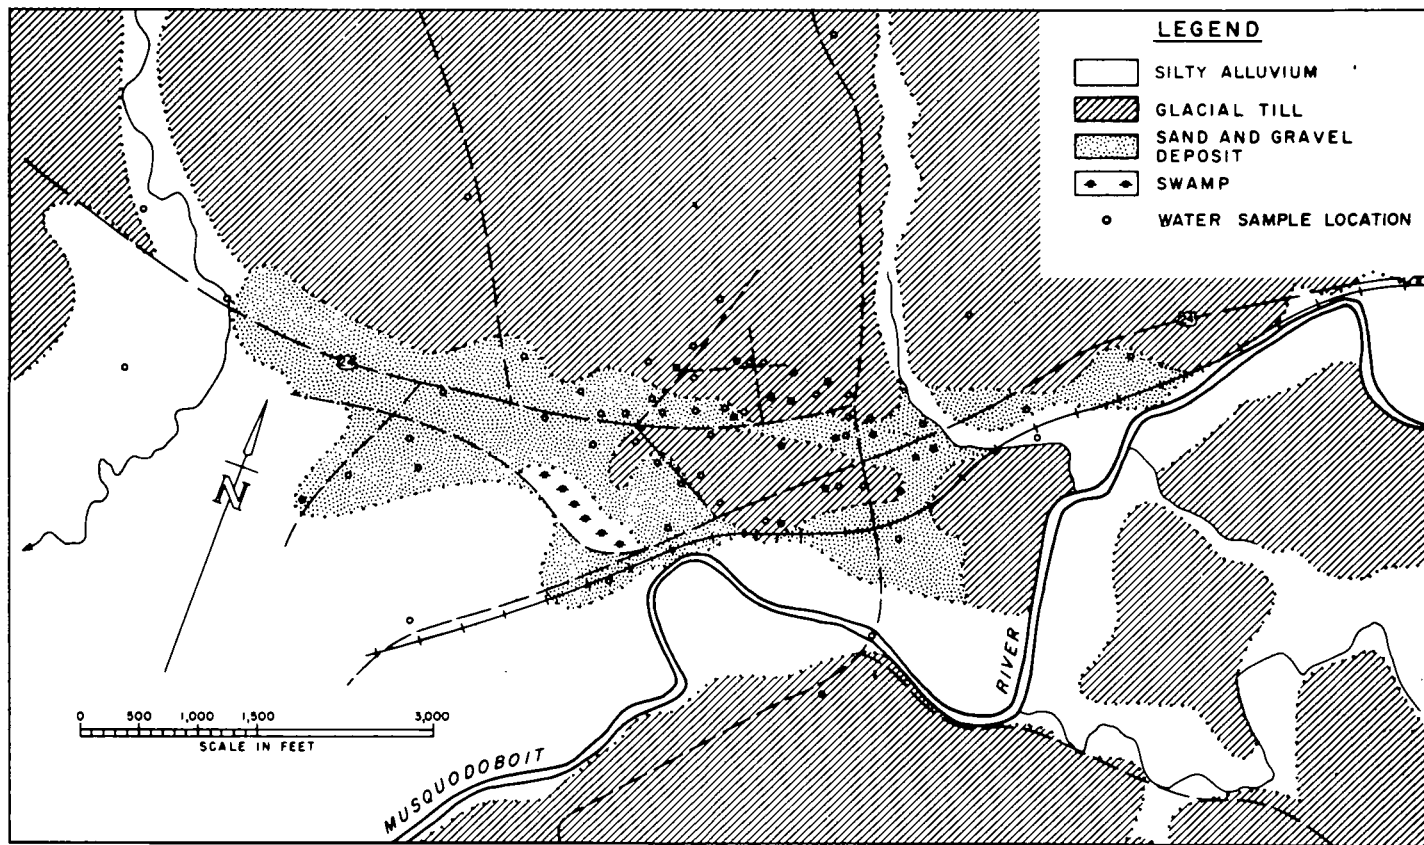 LEGEND
SILTY ALLUVIUM
GLACIAL TILL
SAND AND GRAVEL
DEPOSIT
SWAMP
WATER SAMPLE LOCATION
N
0 500 1,000 1,500 3,000
SCALE IN FEET
MUSQUODOBOIT
RIVER